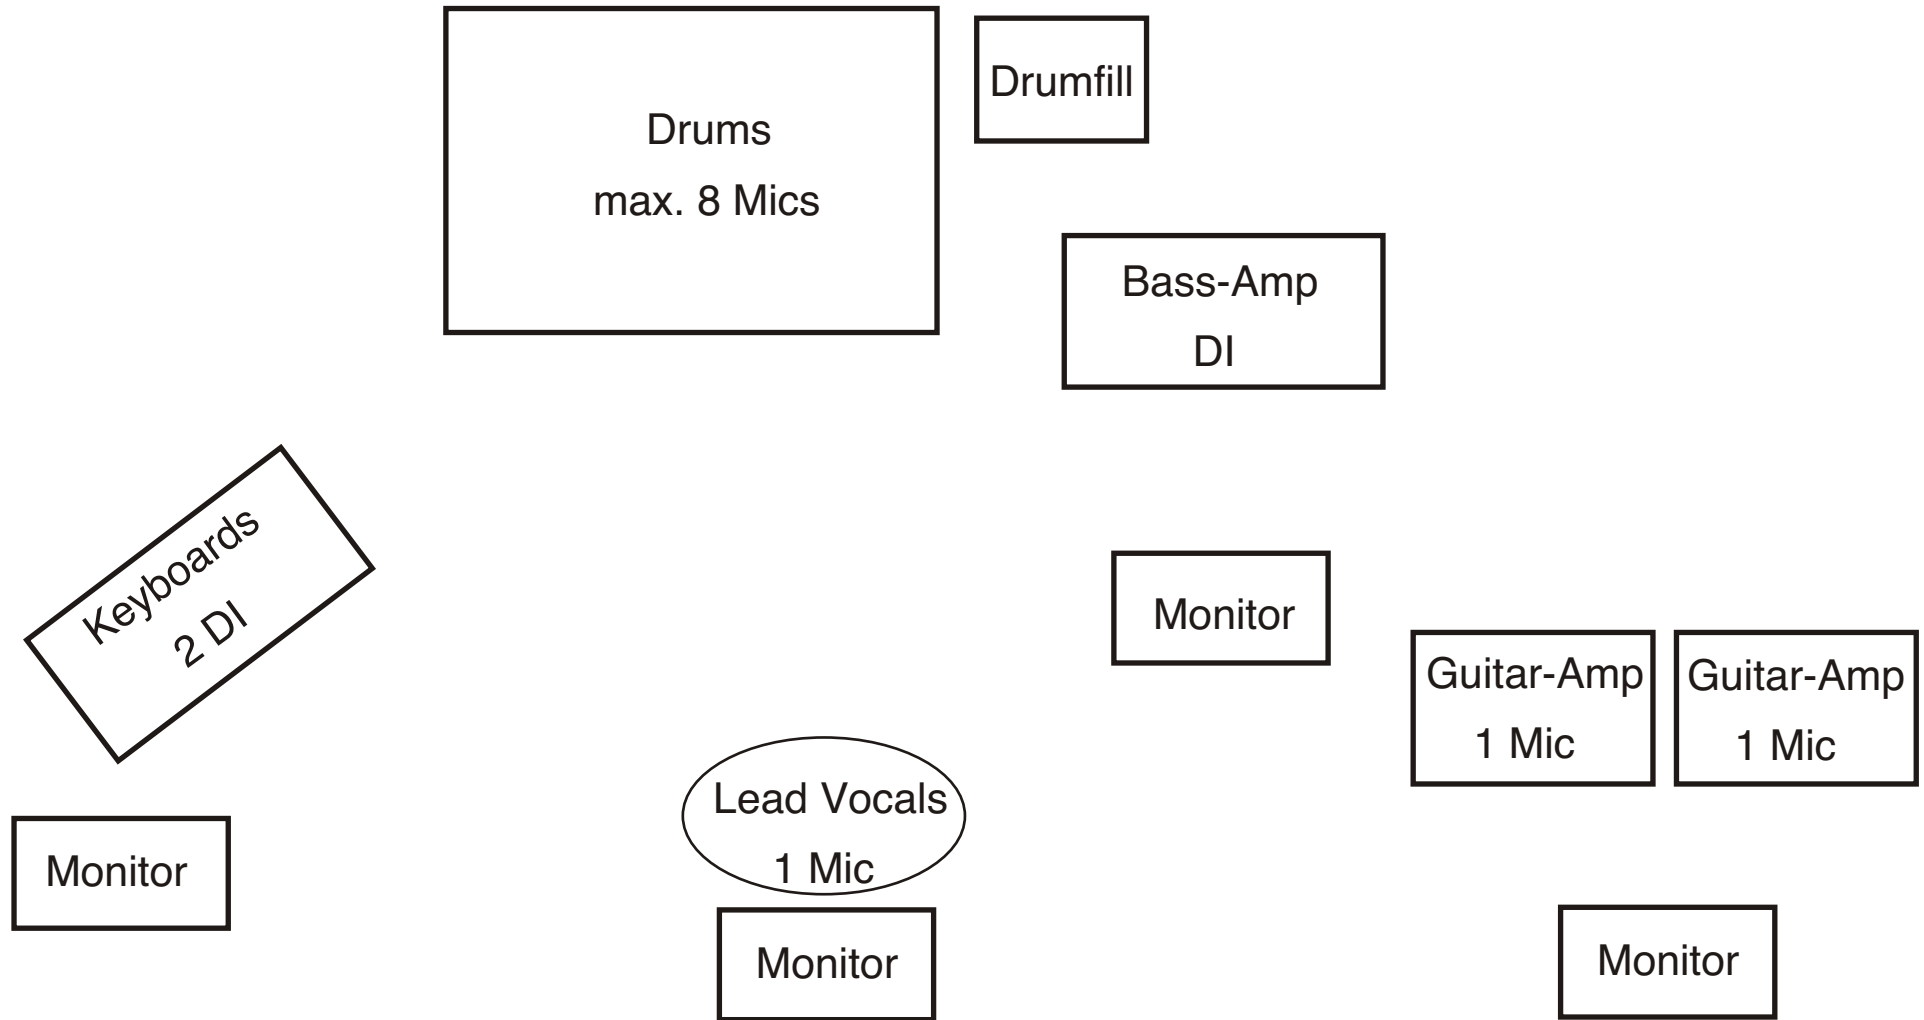 Drums
max. 8 Mics
Drumfill
Bass-Amp
DI
Keyboards
2 DI
Monitor
Guitar-Amp
1 Mic
Guitar-Amp
1 Mic
Lead Vocals
1 Mic
Monitor
Monitor
Monitor